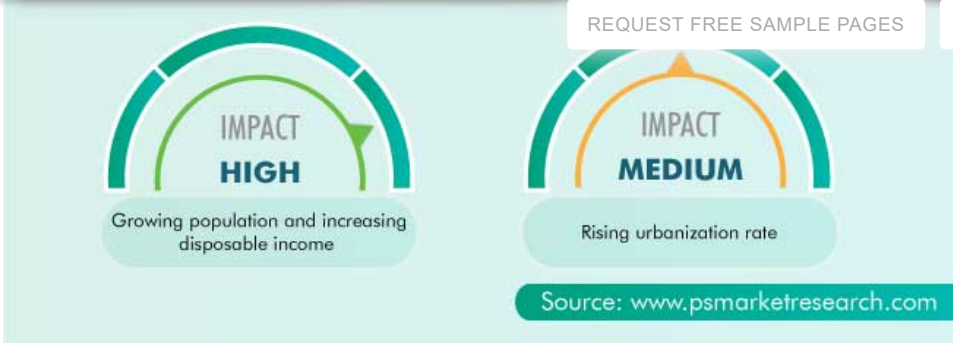 REQUEST FREE SAMPLE PAGES
IMPACT
HIGH
Growing population and increasing
disposable income
IMPACT
MEDIUM
Rising urbanization rate
Source: www.psmarketresearch.com